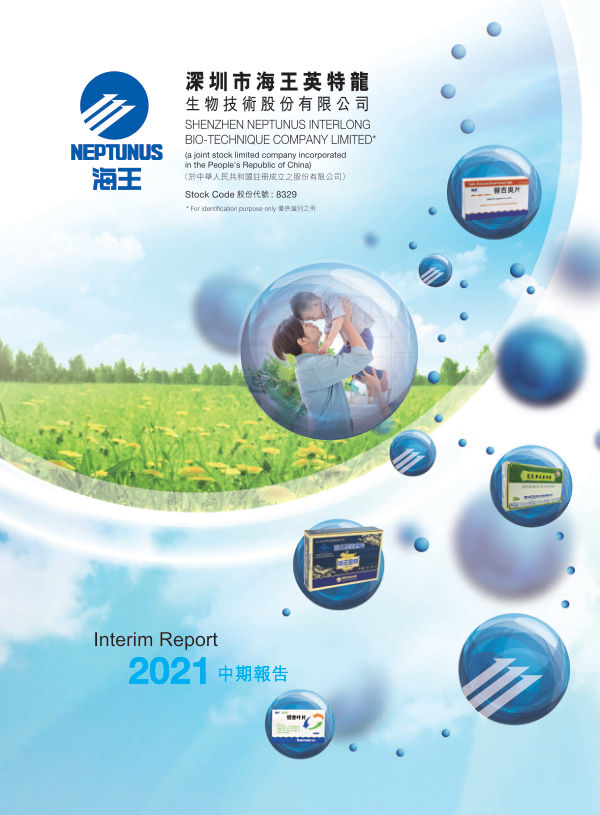 深圳市海王英特龍
生物技術股份有限公司
SHENZHEN NEPTUNUS INTERLONG
BIO-TECHNIQUE COMPANY LIMITED*
(a joint stock limited company incorporated
in the People's Republic of China)
(於中華人民共和國註冊成立之股份有限公司)
Stock Code 股份代號 : 8329
* For identification purpose only 僅供識別之用
NEPTUNUS
海王
Interim Report
2021 中期報告